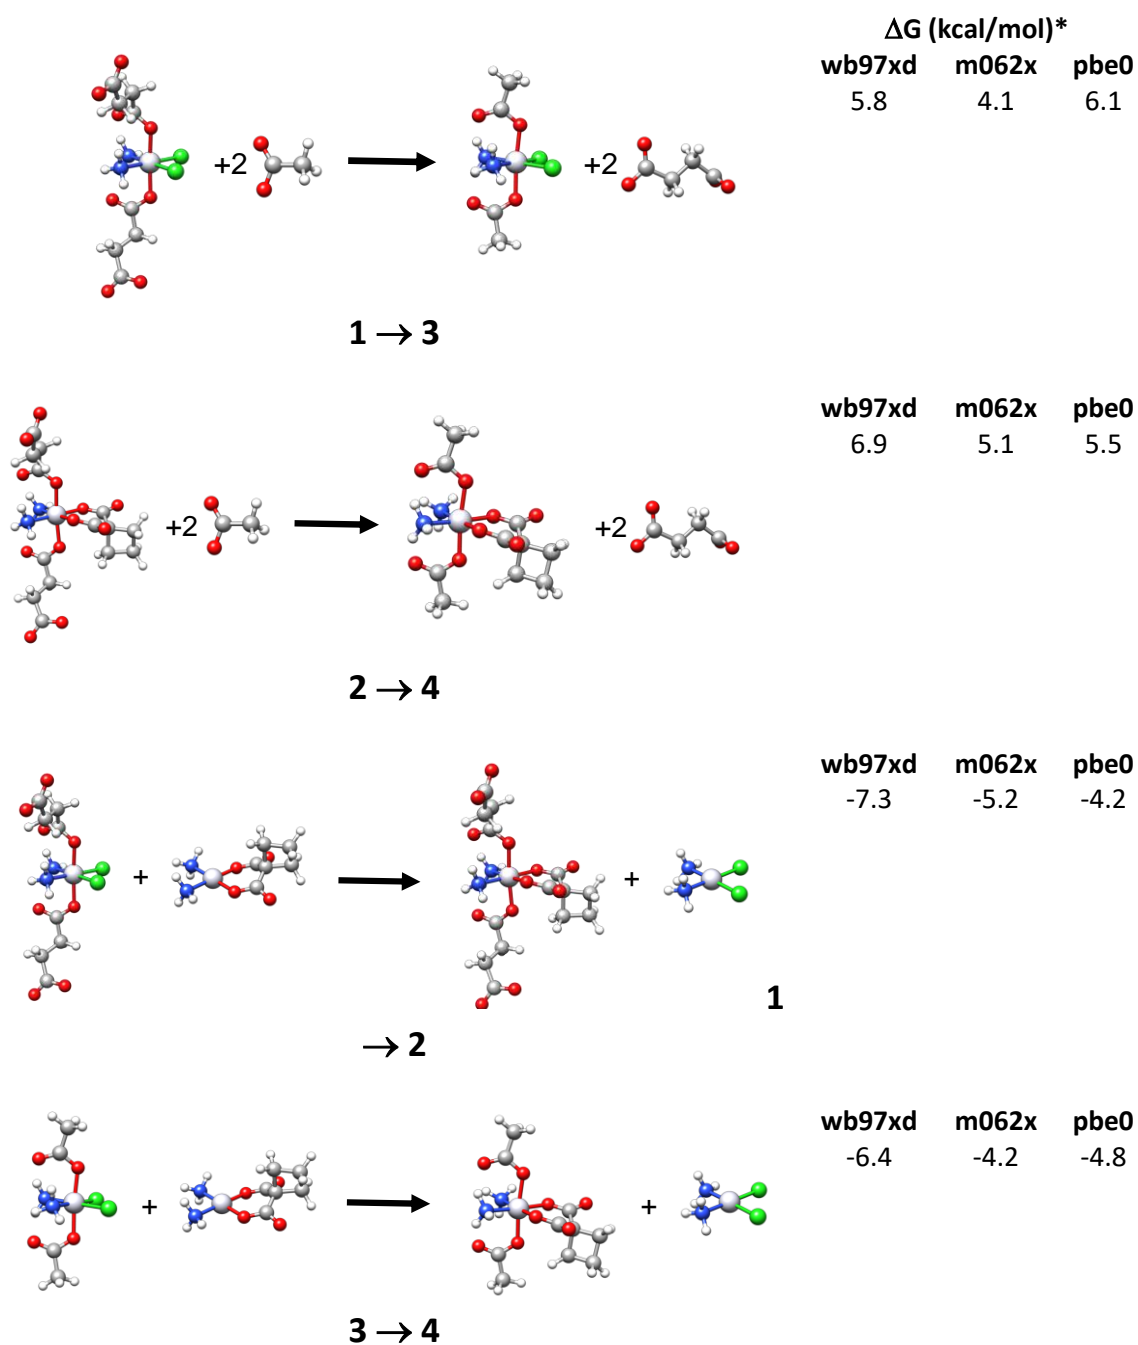 ΔG (kcal/mol)*
wb97xd m062x pbe0
5.8 4.1 6.1
+2 +2
1 → 3
wb97xd m062x pbe0
6.9 5.1 5.5
+2 +2
2 → 4
wb97xd m062x pbe0
-7.3 -5.2 -4.2
+ +
1
→ 2
wb97xd m062x pbe0
-6.4 -4.2 -4.8
+ +
3 → 4